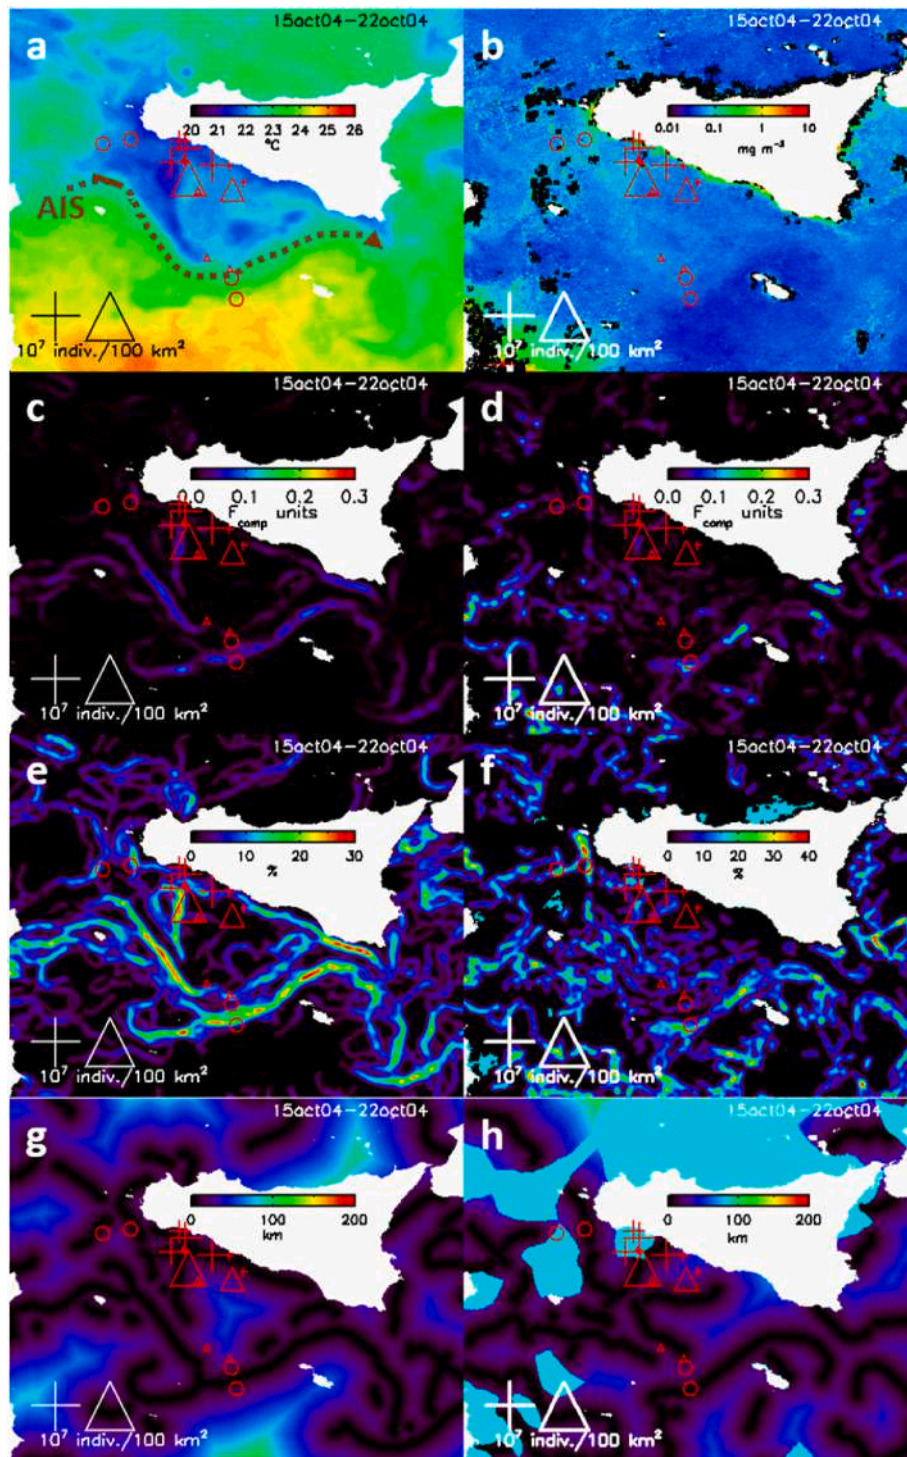 a
15oct04-22oct04
20 21 22 23 24 25 26
°C
AIS
10⁷ indiv./100 km²
b
15oct04-22oct04
0.01 0.1 1 10
mg m⁻³
10⁷ indiv./100 km²
c
15oct04-22oct04
0.0 0.1 0.2 0.3
Fcomp units
10⁷ indiv./100 km²
d
15oct04-22oct04
0.0 0.1 0.2 0.3
Fcomp units
10⁷ indiv./100 km²
e
15oct04-22oct04
0 10 20 30
%
10⁷ indiv./100 km²
f
15oct04-22oct04
0 10 20 30 40
%
10⁷ indiv./100 km²
g
15oct04-22oct04
0 100 200
km
10⁷ indiv./100 km²
h
15oct04-22oct04
0 100 200
km
10⁷ indiv./100 km²